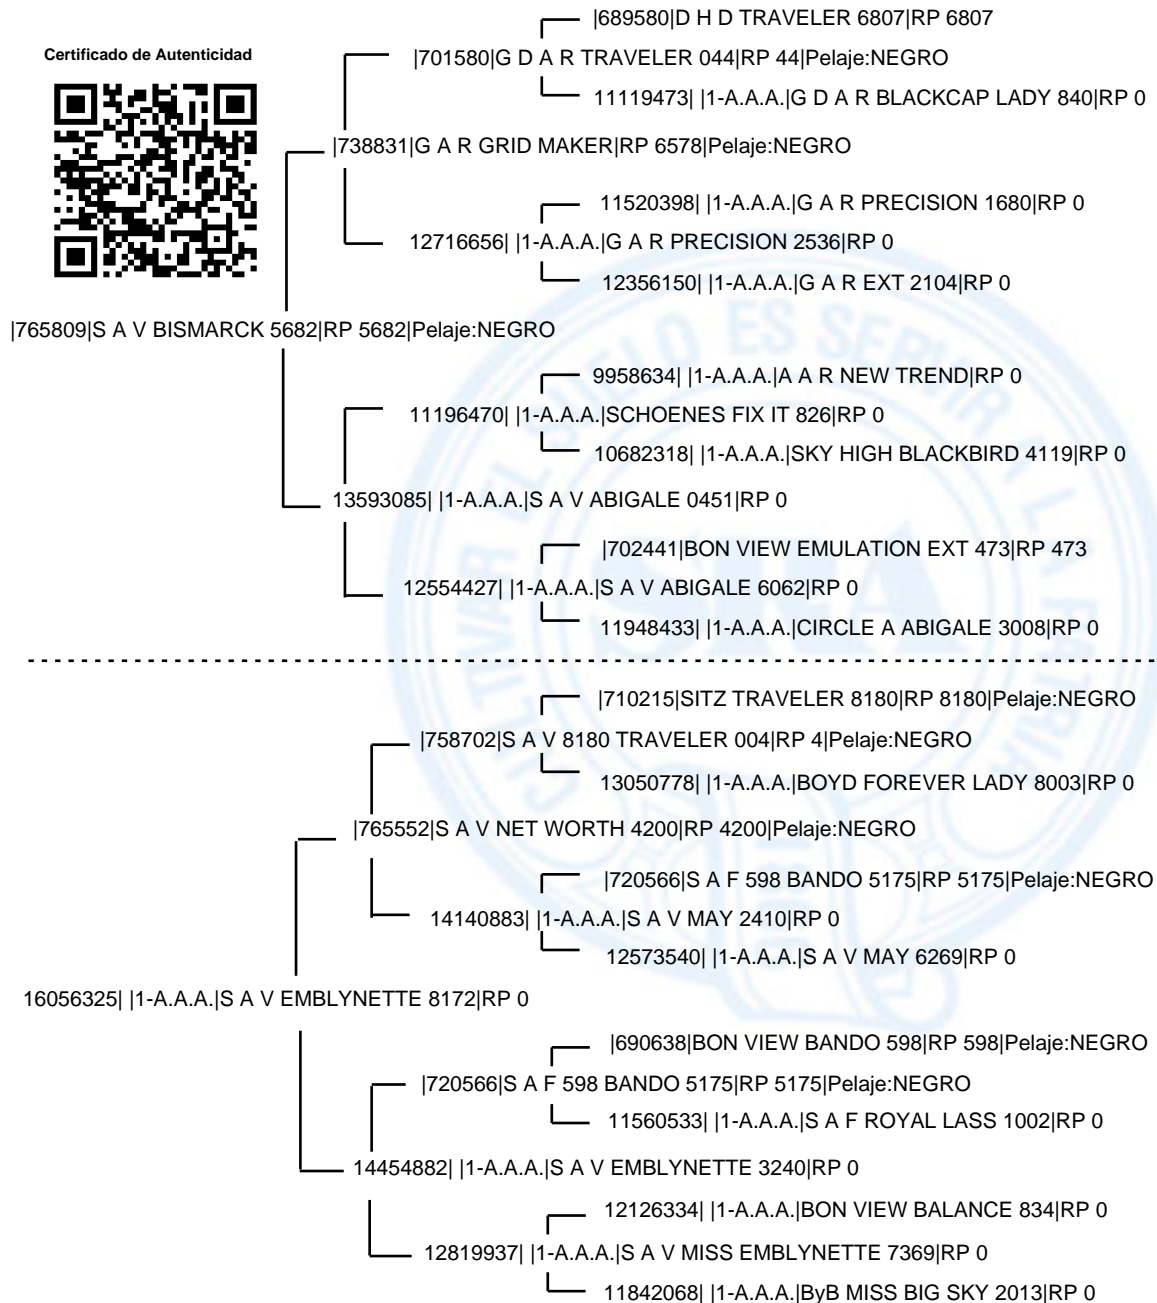 |689580|D H D TRAVELER 6807|RP 6807
Certificado de Autenticidad
|701580|G D A R TRAVELER 044|RP 44|Pelaje:NEGRO
11119473| |1-A.A.A.|G D A R BLACKCAP LADY 840|RP 0
|738831|G A R GRID MAKER|RP 6578|Pelaje:NEGRO
11520398| |1-A.A.A.|G A R PRECISION 1680|RP 0
12716656| |1-A.A.A.|G A R PRECISION 2536|RP 0
12356150| |1-A.A.A.|G A R EXT 2104|RP 0
|765809|S A V BISMARCK 5682|RP 5682|Pelaje:NEGRO
9958634| |1-A.A.A.|A A R NEW TREND|RP 0
11196470| |1-A.A.A.|SCHOENES FIX IT 826|RP 0
10682318| |1-A.A.A.|SKY HIGH BLACKBIRD 4119|RP 0
13593085| |1-A.A.A.|S A V ABIGALE 0451|RP 0
|702441|BON VIEW EMULATION EXT 473|RP 473
12554427| |1-A.A.A.|S A V ABIGALE 6062|RP 0
11948433| |1-A.A.A.|CIRCLE A ABIGALE 3008|RP 0
|710215|SITZ TRAVELER 8180|RP 8180|Pelaje:NEGRO
|758702|S A V 8180 TRAVELER 004|RP 4|Pelaje:NEGRO
13050778| |1-A.A.A.|BOYD FOREVER LADY 8003|RP 0
|765552|S A V NET WORTH 4200|RP 4200|Pelaje:NEGRO
|720566|S A F 598 BANDO 5175|RP 5175|Pelaje:NEGRO
14140883| |1-A.A.A.|S A V MAY 2410|RP 0
12573540| |1-A.A.A.|S A V MAY 6269|RP 0
16056325| |1-A.A.A.|S A V EMBLYNETTE 8172|RP 0
|690638|BON VIEW BANDO 598|RP 598|Pelaje:NEGRO
|720566|S A F 598 BANDO 5175|RP 5175|Pelaje:NEGRO
11560533| |1-A.A.A.|S A F ROYAL LASS 1002|RP 0
14454882| |1-A.A.A.|S A V EMBLYNETTE 3240|RP 0
12126334| |1-A.A.A.|BON VIEW BALANCE 834|RP 0
12819937| |1-A.A.A.|S A V MISS EMBLYNETTE 7369|RP 0
11842068| |1-A.A.A.|ByB MISS BIG SKY 2013|RP 0
CULTIVAR EL SUELO ES SERVIR A LA PATRIA
SRA